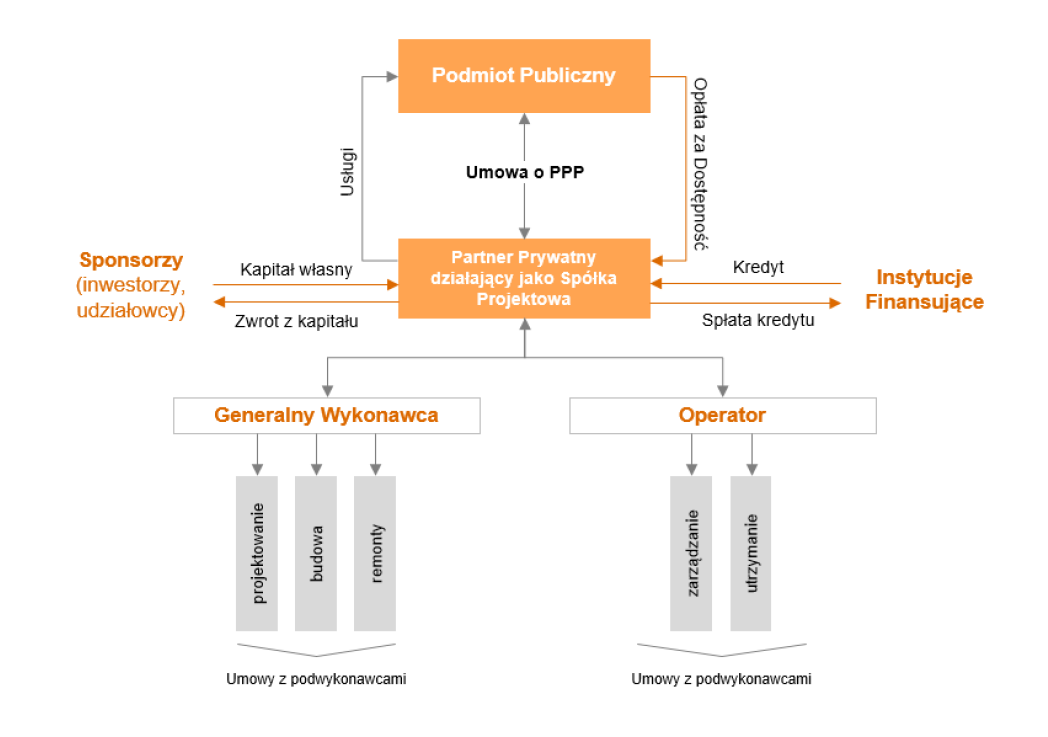 Podmiot Publiczny
Usługi
Umowa o PPP
Opłata za Dostępność
Sponsorzy
(inwestorzy,
udziałowcy)
Kapitał własny
Zwrot z kapitału
Partner Prywatny
działający jako Spółka
Projektowa
Kredyt
Spłata kredytu
Instytucje
Finansujące
Generalny Wykonawca
Operator
projektowanie
budowa
remonty
zarządzanie
utrzymanie
Umowy z podwykonawcami
Umowy z podwykonawcami